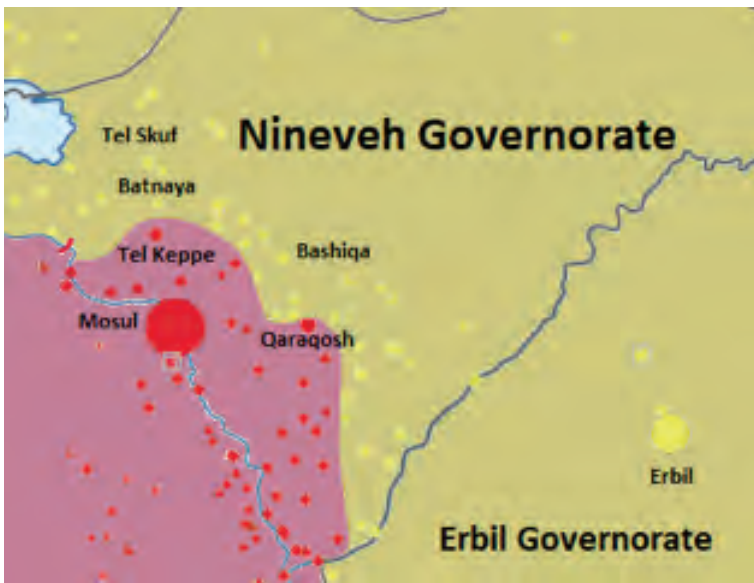 Tel Skuf
Nineveh Governorate
Batnaya
Tel Keppe
Bashiqa
Mosul
Qaraqosh
Erbil
Erbil Governorate